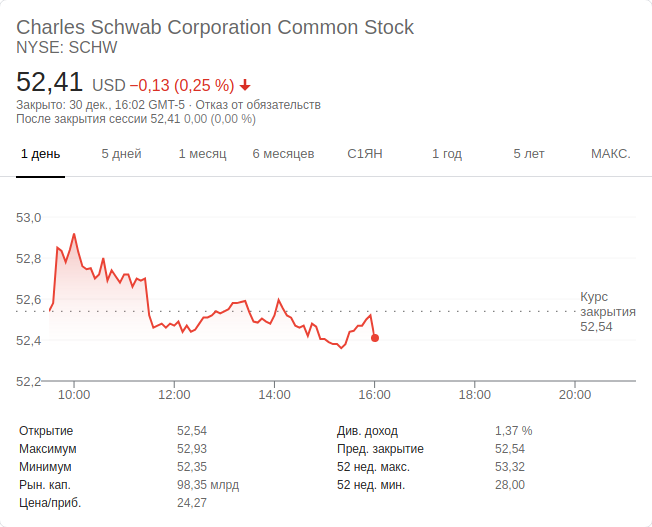 Charles Schwab Corporation Common Stock
NYSE: SCHW
52,41 USD −0,13 (0,25 %)
Закрыто: 30 дек., 16:02 GMT-5 · Отказ от обязательств
После закрытия сессии 52,41 0,00 (0,00 %)
1 день 5 дней 1 месяц 6 месяцев С1ЯН 1 год 5 лет МАКС.
53,0
52,8
52,6
52,4
52,2
Курс
закрытия
52,54
10:00 12:00 14:00 16:00 18:00 20:00
Открытие 52,54 Див. доход 1,37 %
Максимум 52,93 Пред. закрытие 52,54
Минимум 52,35 52 нед. макс. 53,32
Рын. кап. 98,35 млрд 52 нед. мин. 28,00
Цена/приб. 24,27